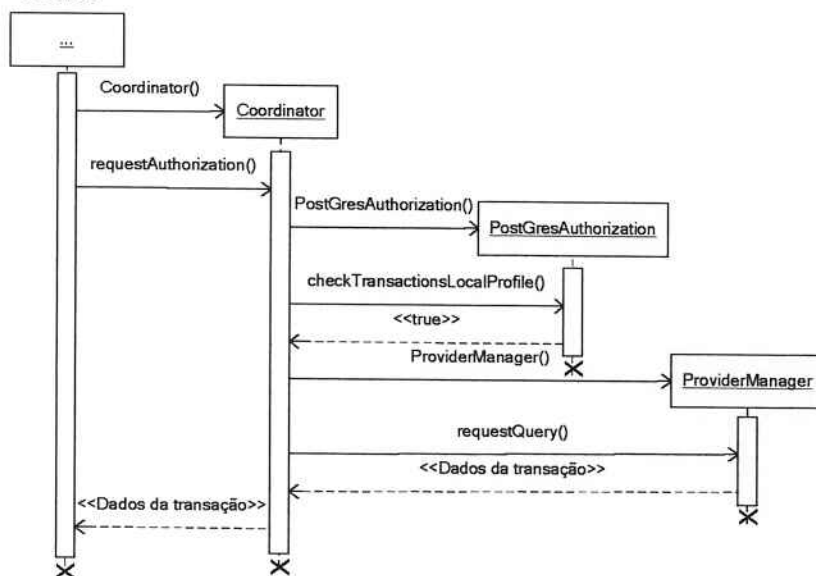 ...
Coordinator()
Coordinator
requestAuthorization()
PostGresAuthorization()
PostGresAuthorization
checkTransactionsLocalProfile()
<<true>>
ProviderManager()
ProviderManager
requestQuery()
<<Dados da transação>>
<<Dados da transação>>